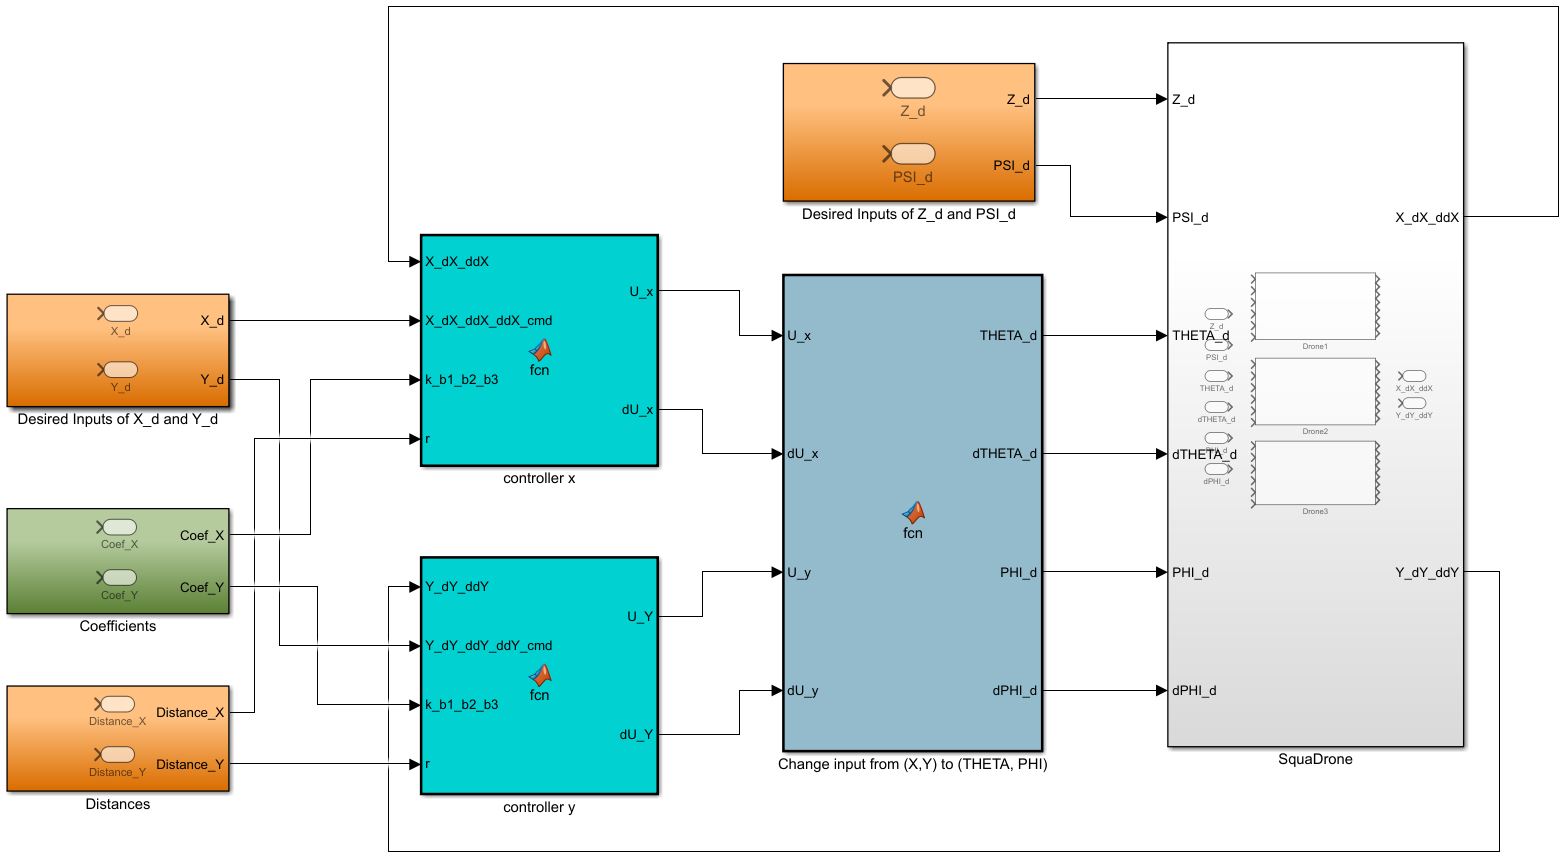 X_d
Y_d
X_d
Y_d
Desired Inputs of X_d and Y_d
Coef_X
Coef_Y
Coef_X
Coef_Y
Coefficients
Distance_X
Distance_Y
Distance_X
Distance_Y
Distances
X_dX_ddX
X_dX_ddX_ddX_cmd
k_b1_b2_b3
r
fcn
U_x
dU_x
controller x
Y_dY_ddY
Y_dY_ddY_ddY_cmd
k_b1_b2_b3
r
fcn
U_Y
dU_Y
controller y
Z_d
PSI_d
Z_d
PSI_d
Desired Inputs of Z_d and PSI_d
U_x
dU_x
U_y
dU_y
fcn
THETA_d
dTHETA_d
PHI_d
dPHI_d
Change input from (X,Y) to (THETA, PHI)
Z_d
PSI_d
THETA_d
dTHETA_d
PHI_d
dPHI_d
Z_d
PSI_d
THETA_d
dTHETA_d
dPHI_d
Drone1
Drone2
Drone3
X_dX_ddX
Y_dY_ddY
X_dX_ddX
Y_dY_ddY
SquaDrone